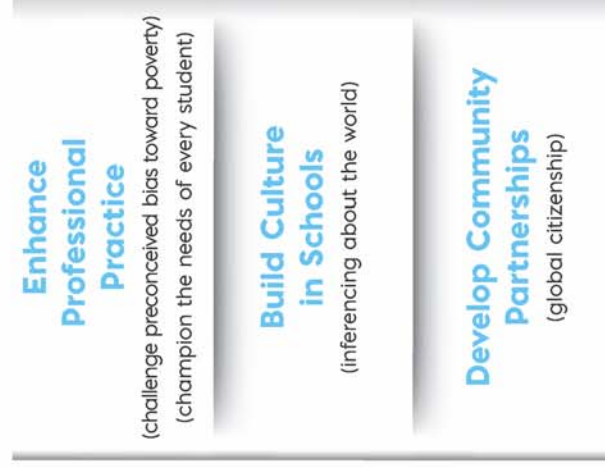 Enhance
Professional
Practice
(challenge preconceived bias toward poverty)
(champion the needs of every student)
Build Culture
in Schools
(inferencing about the world)
Develop Community
Partnerships
(global citizenship)